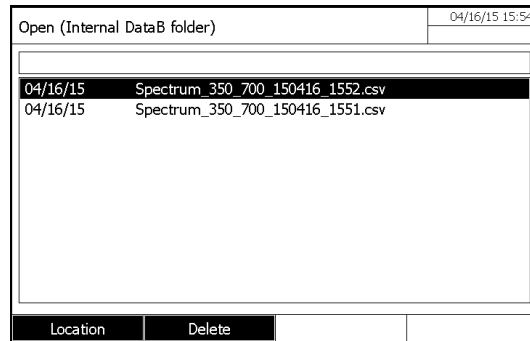 Open (Internal DataB folder)
04/16/15 15:54
04/16/15 Spectrum_350_700_150416_1552.csv
04/16/15 Spectrum_350_700_150416_1551.csv
Location Delete